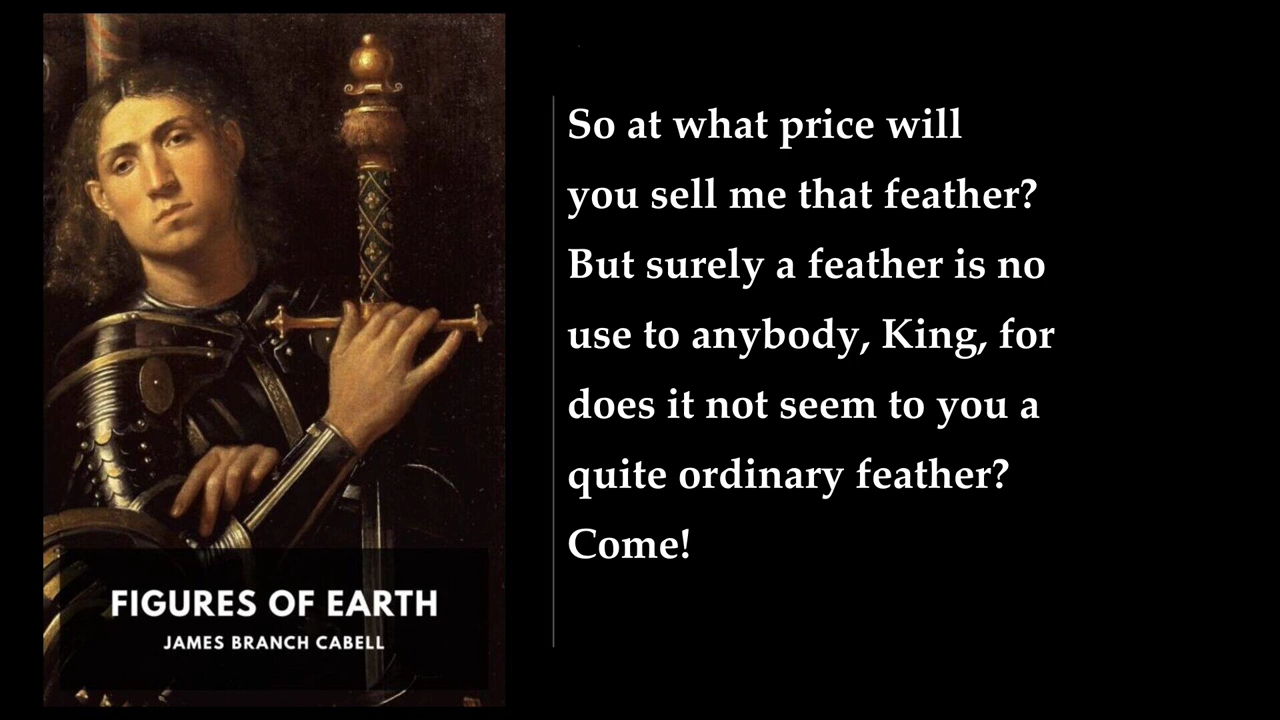 So at what price will
you sell me that feather?
But surely a feather is no
use to anybody, King, for
does it not seem to you a
quite ordinary feather?
Come!
FIGURES OF EARTH
JAMES BRANCH CABELL